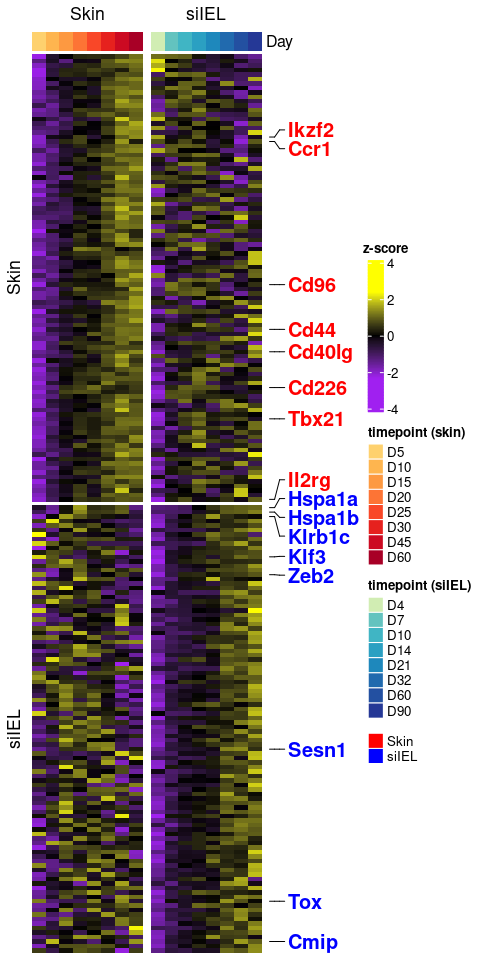 Skin siIEL
Day
Skin
siIEL
Ikzf2
Ccr1
Cd96
Cd44
Cd40lg
Cd226
Tbx21
Il2rg
Hspa1a
Hspa1b
Klrb1c
Klf3
Zeb2
Sesn1
Tox
Cmip
z-score
4
2
0
-2
-4
timepoint (skin)
D5
D10
D15
D20
D25
D30
D45
D60
timepoint (siIEL)
D4
D7
D10
D14
D21
D32
D60
D90
Skin
siIEL